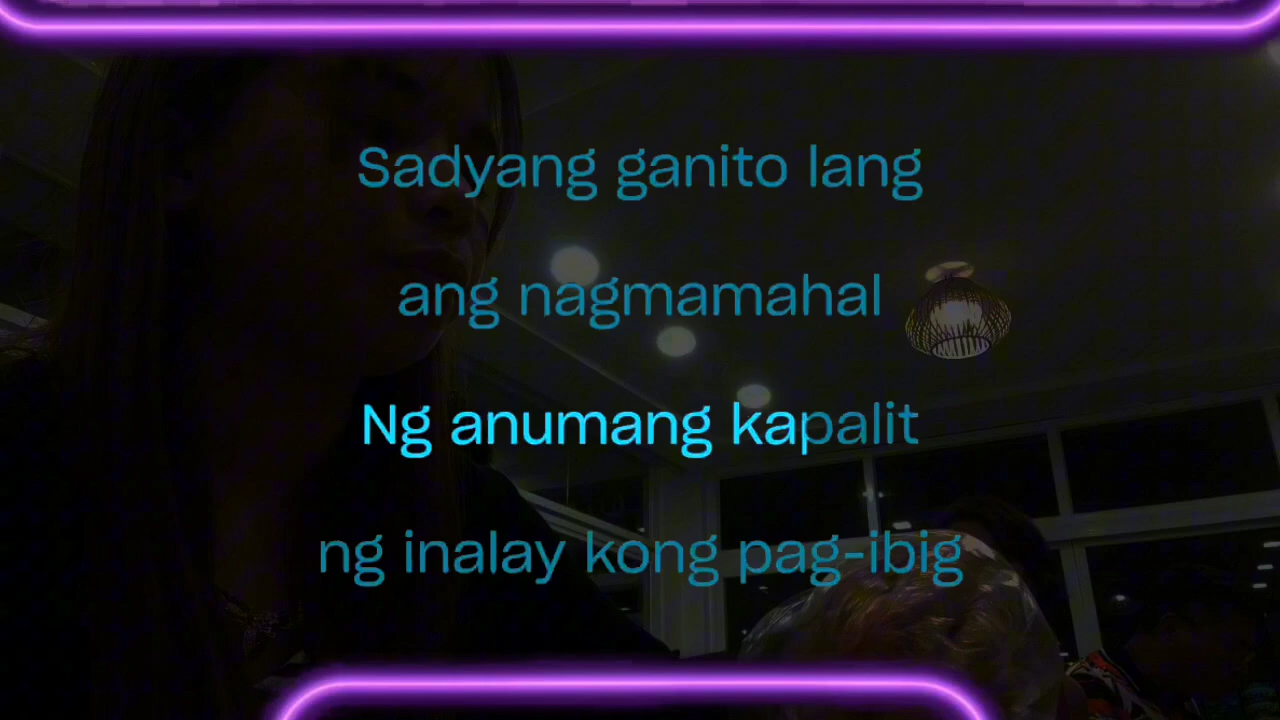 Sadyang ganito lang
ang nagmamahal
Ng anumang kapalit
ng inalay kong pag-ibig